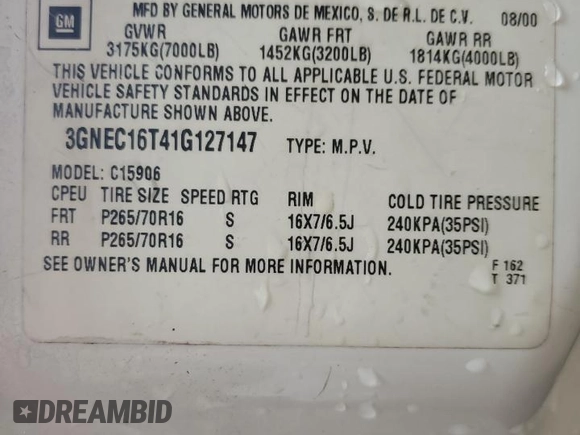 GM
MFD BY GENERAL MOTORS DE MEXICO, S. DE R.L. DE C.V. 08/00
GVWR GAWR FRT GAWR RR
3175KG(7000LB) 1452KG(3200LB) 1814KG(4000LB)
THIS VEHICLE CONFORMS TO ALL APPLICABLE U.S. FEDERAL MOTOR
VEHICLE SAFETY STANDARDS IN EFFECT ON THE DATE OF
MANUFACTURE SHOWN ABOVE.
3GNEC16T41G127147 TYPE: M.P.V.
MODEL: C15906
CPEU TIRE SIZE SPEED RTG RIM COLD TIRE PRESSURE
FRT P265/70R16 S 16X7/6.5J 240KPA(35PSI)
RR P265/70R16 S 16X7/6.5J 240KPA(35PSI)
SEE OWNER'S MANUAL FOR MORE INFORMATION. F 162
T 371
DREAMBID